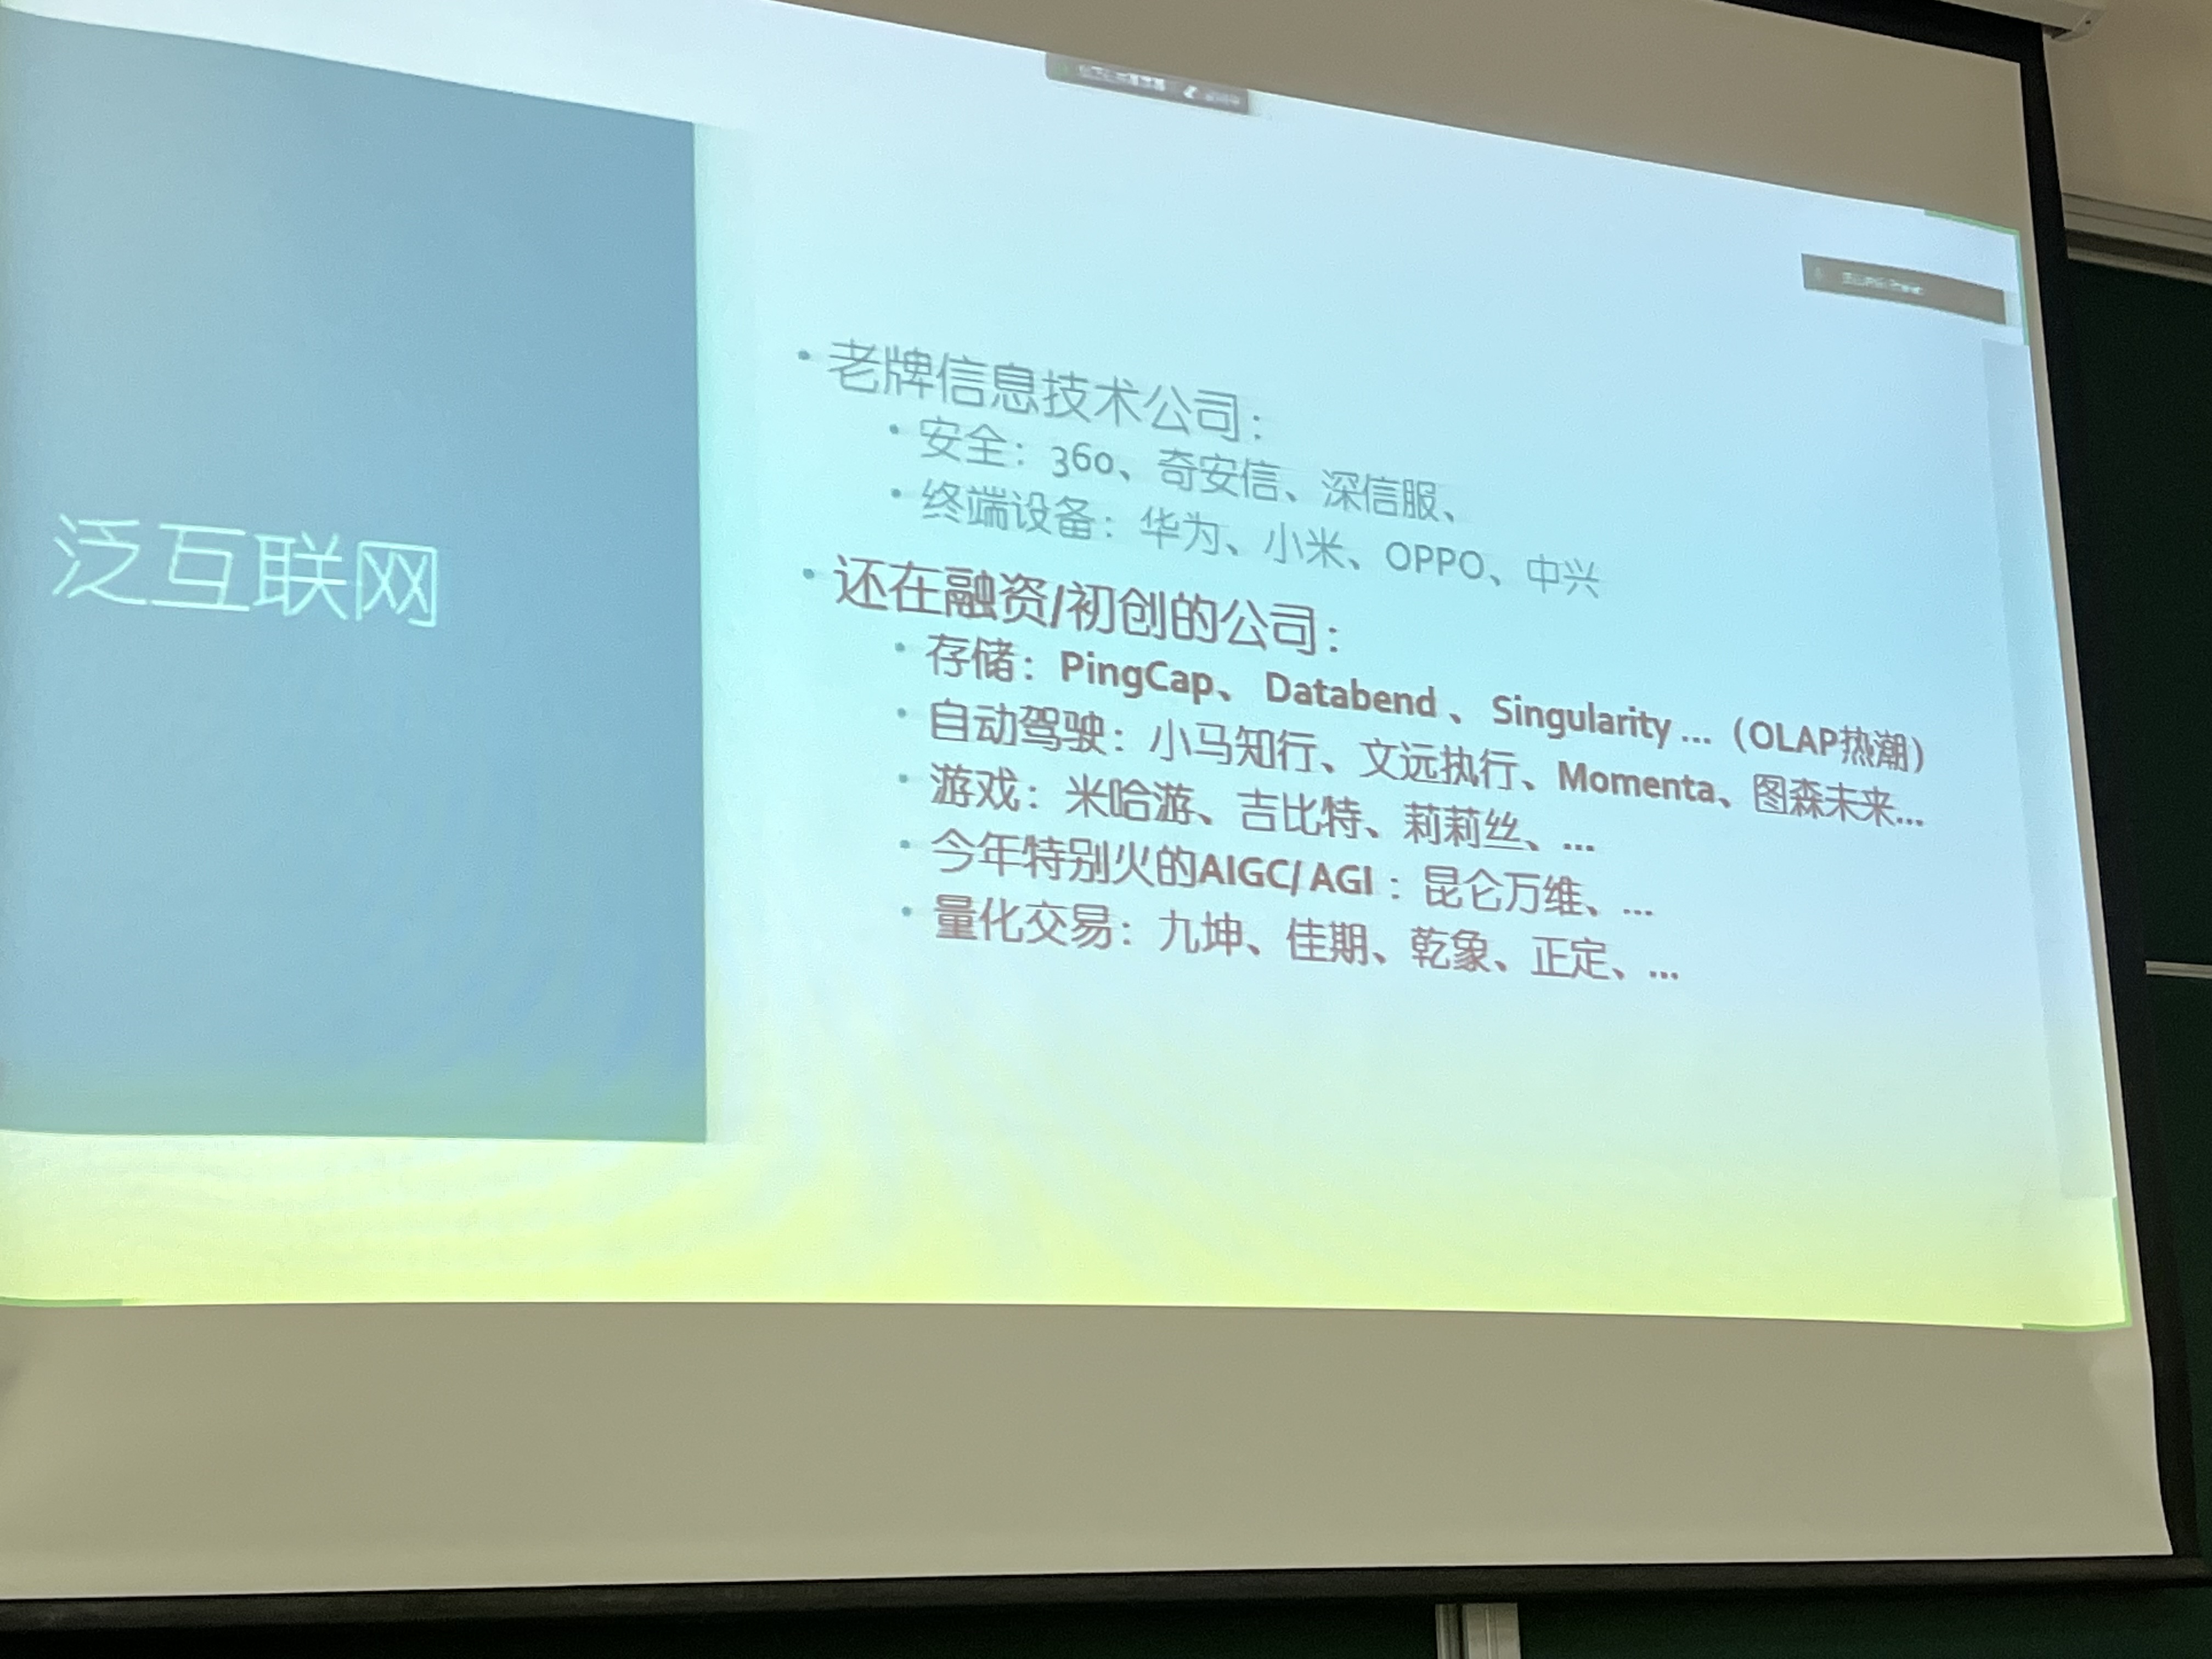 泛互联网
• 老牌信息技术公司：
• 安全：360、奇安信、深信服、
• 终端设备：华为、小米、OPPO、中兴
• 还在融资/初创的公司：
• 存储：PingCap、 Databend 、 Singularity ...（OLAP热潮）
• 自动驾驶：小马知行、文远执行、Momenta、图森未来...
• 游戏：米哈游、吉比特、莉莉丝、...
• 今年特别火的AIGC/ AGI ：昆仑万维、...
• 量化交易：九坤、佳期、乾象、正定、...